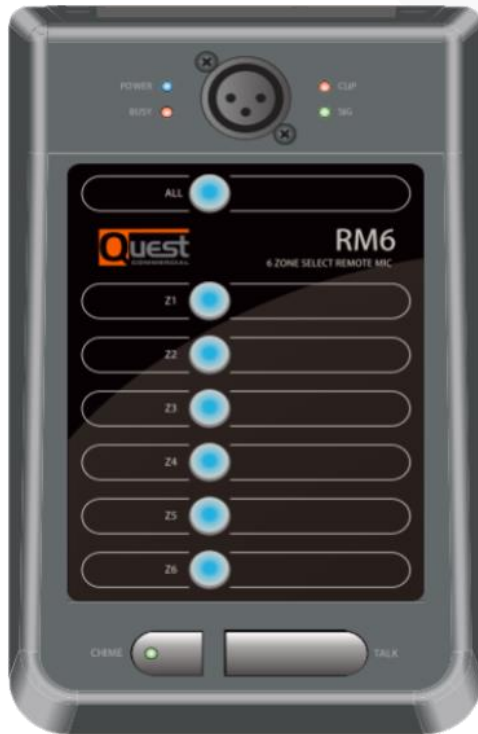 POWER CLIP
BUSY SIG
ALL
Quest
COMMERCIAL
RM6
6 ZONE SELECT REMOTE MIC
Z1
Z2
Z3
Z4
Z5
Z6
CHIME TALK